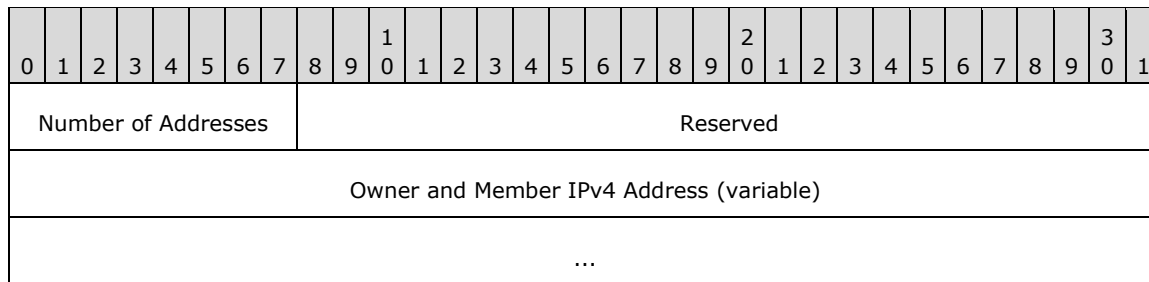 1 2 3
0 1 2 3 4 5 6 7 8 9 0 1 2 3 4 5 6 7 8 9 0 1 2 3 4 5 6 7 8 9 0 1
Number of Addresses Reserved
Owner and Member IPv4 Address (variable)
...